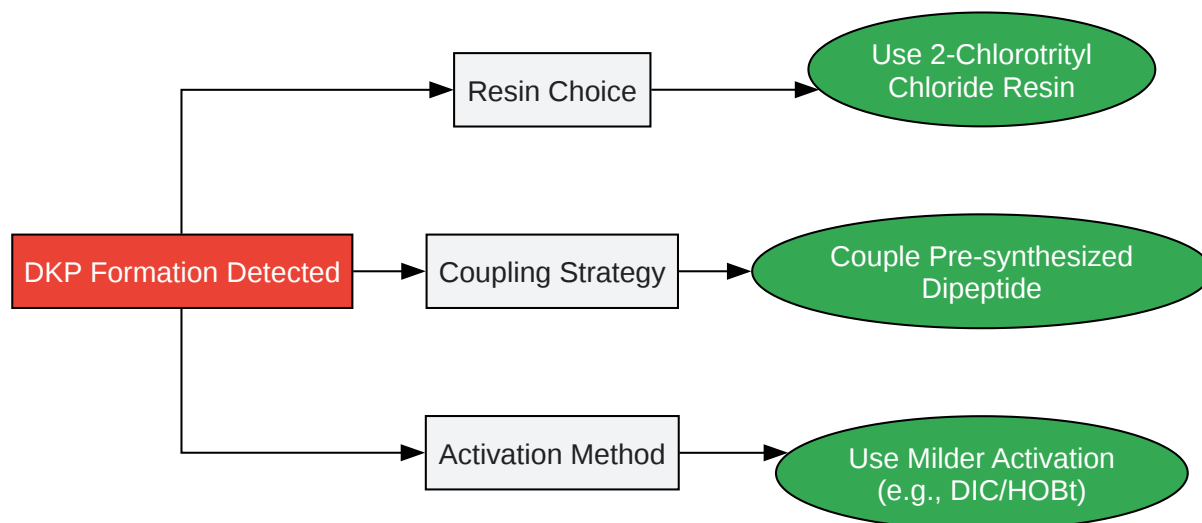 Resin Choice
Use 2-Chlorotrityl
Chloride Resin
DKP Formation Detected
Coupling Strategy
Couple Pre-synthesized
Dipeptide
Activation Method
Use Milder Activation
(e.g., DIC/HOBt)